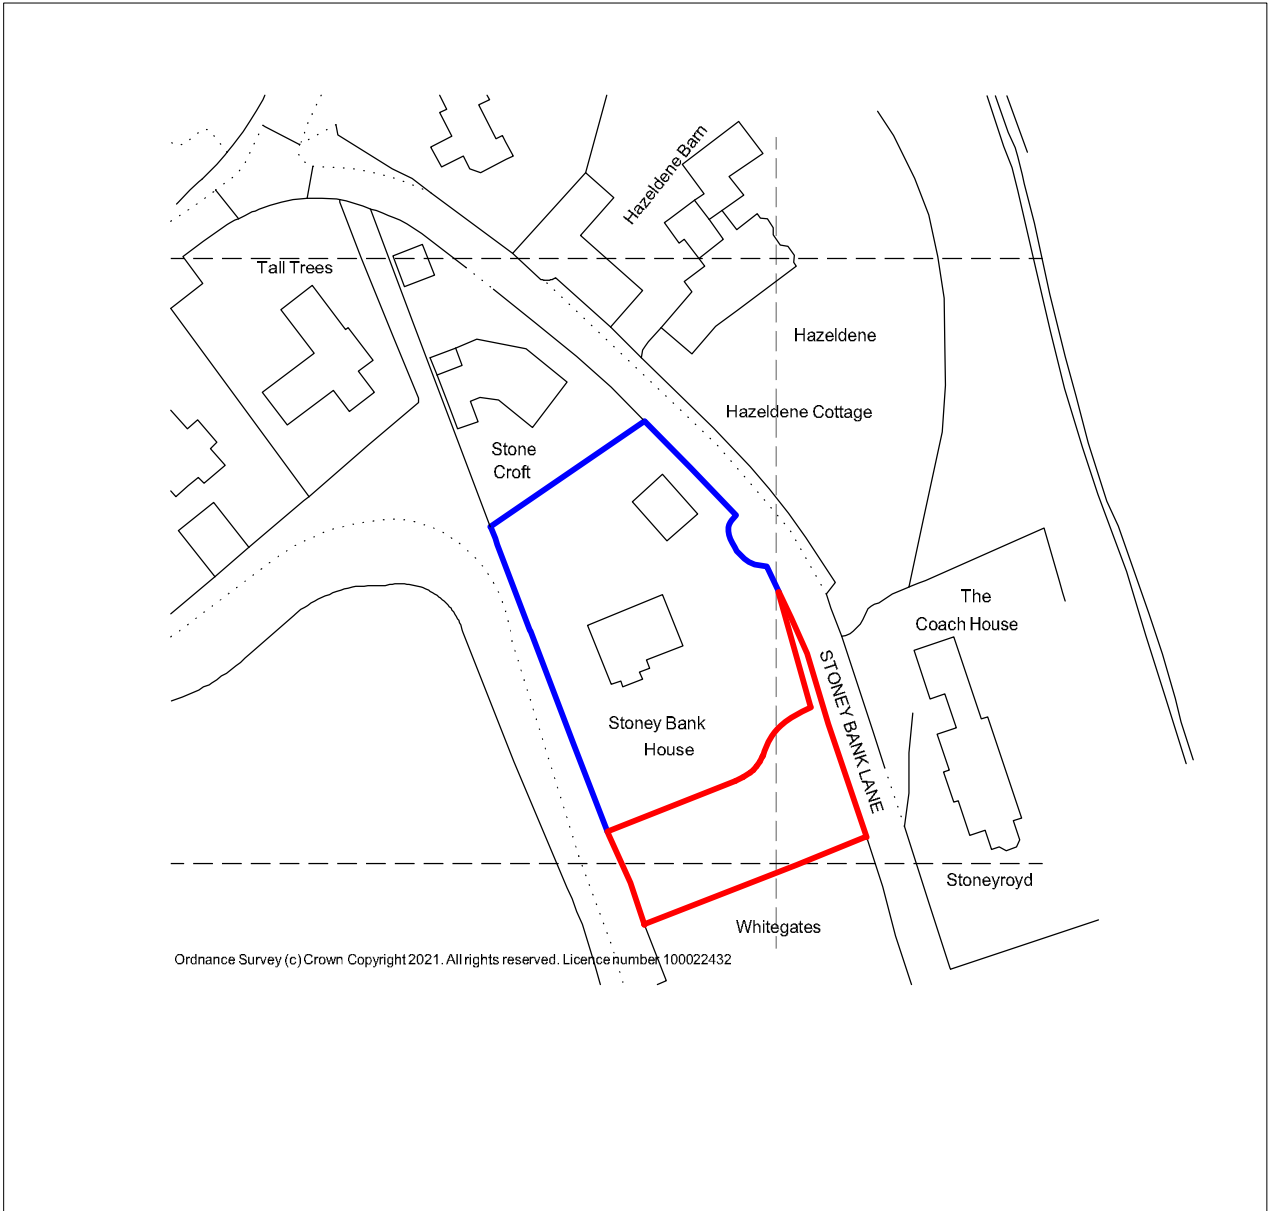 Hazeldene Barn
Tall Trees
Hazeldene
Hazeldene Cottage
Stone
Croft
The
Coach House
STONEY BANK LANE
Stoney Bank
House
Stoneyroyd
Whitegates
Ordnance Survey (c) Crown Copyright 2021. All rights reserved. Licence number 100022432